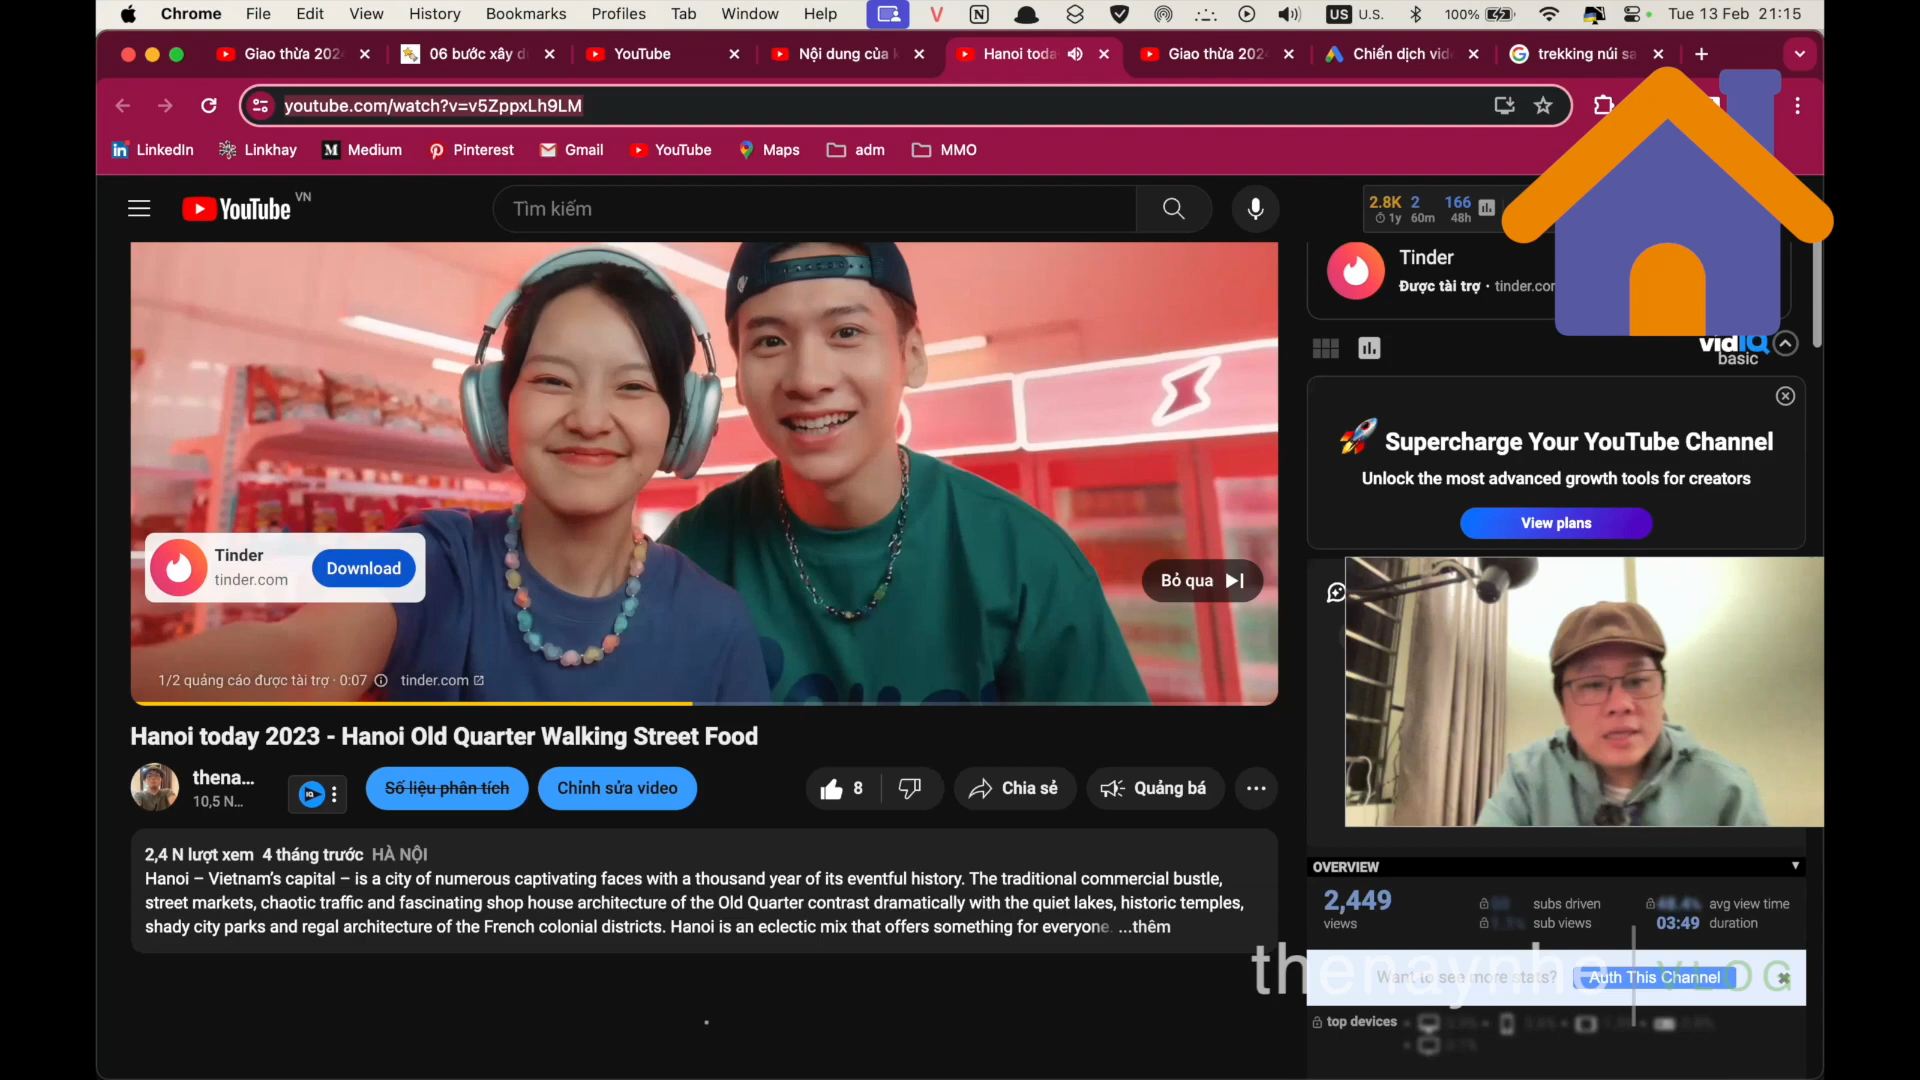 Chrome File Edit View History Bookmarks Profiles Tab Window Help
US U.S. 100% Tue 13 Feb 21:15
Giao thừa 202
06 bước xây d
YouTube
Nội dung của k
Hanoi toda
Giao thừa 202
Chiến dịch vid
trekking núi sa
youtube.com/watch?v=v5ZppxLh9LM
LinkedIn Linkhay Medium Pinterest Gmail YouTube Maps adm MMO
YouTube VN
Tìm kiếm
2.8K 2 166
1y 60m 48h
Tinder
Được tài trợ · tinder.cor
vidIQ
basic
Supercharge Your YouTube Channel
Unlock the most advanced growth tools for creators
View plans
Tinder
tinder.com
Download
Bỏ qua
1/2 quảng cáo được tài trợ · 0:07 tinder.com
Hanoi today 2023 - Hanoi Old Quarter Walking Street Food
thena...
10,5 N...
Số liệu phân tích
Chỉnh sửa video
8
Chia sẻ
Quảng bá
2,4 N lượt xem 4 tháng trước HÀ NỘI
Hanoi – Vietnam's capital – is a city of numerous captivating faces with a thousand year of its eventful history. The traditional commercial bustle,
street markets, chaotic traffic and fascinating shop house architecture of the Old Quarter contrast dramatically with the quiet lakes, historic temples,
shady city parks and regal architecture of the French colonial districts. Hanoi is an eclectic mix that offers something for everyone. ...thêm
OVERVIEW
2,449
views
subs driven
sub views
avg view time
03:49 duration
Want to see more stats? Auth This Channel
thenaynhe VLOG
top devices